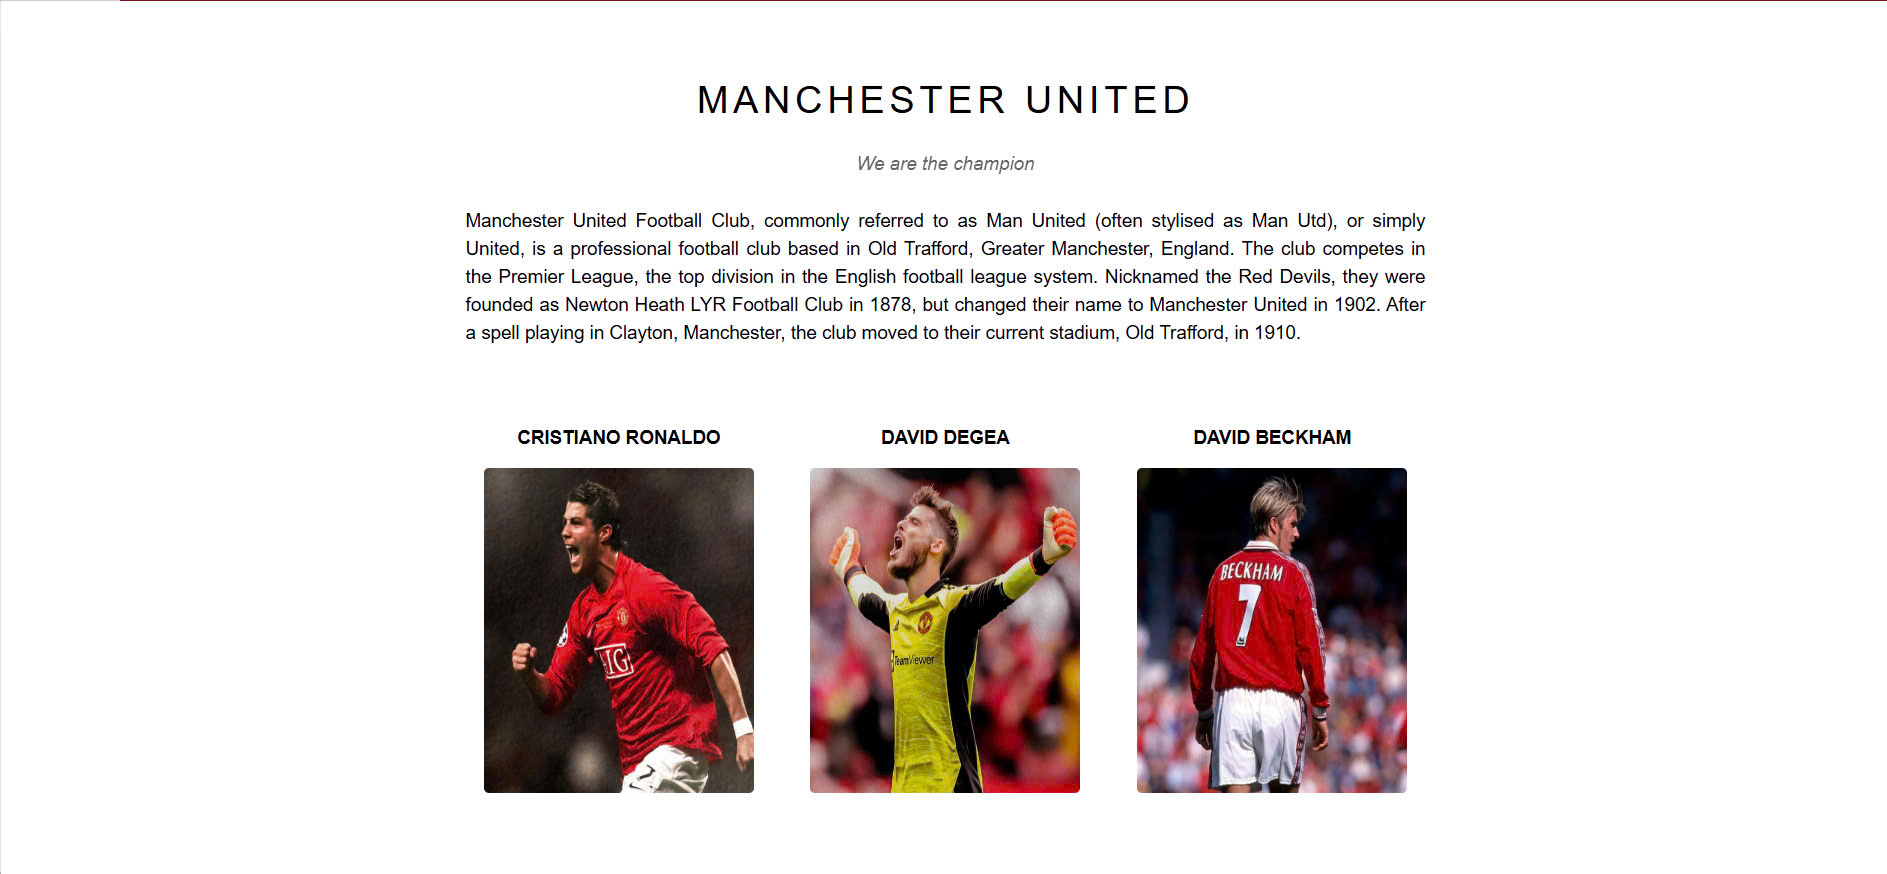 MANCHESTER UNITED
We are the champion
Manchester United Football Club, commonly referred to as Man United (often stylised as Man Utd), or simply
United, is a professional football club based in Old Trafford, Greater Manchester, England. The club competes in
the Premier League, the top division in the English football league system. Nicknamed the Red Devils, they were
founded as Newton Heath LYR Football Club in 1878, but changed their name to Manchester United in 1902. After
a spell playing in Clayton, Manchester, the club moved to their current stadium, Old Trafford, in 1910.
CRISTIANO RONALDO
DAVID DEGEA
DAVID BECKHAM
IG
TeamViewer
BECKHAM
7
7